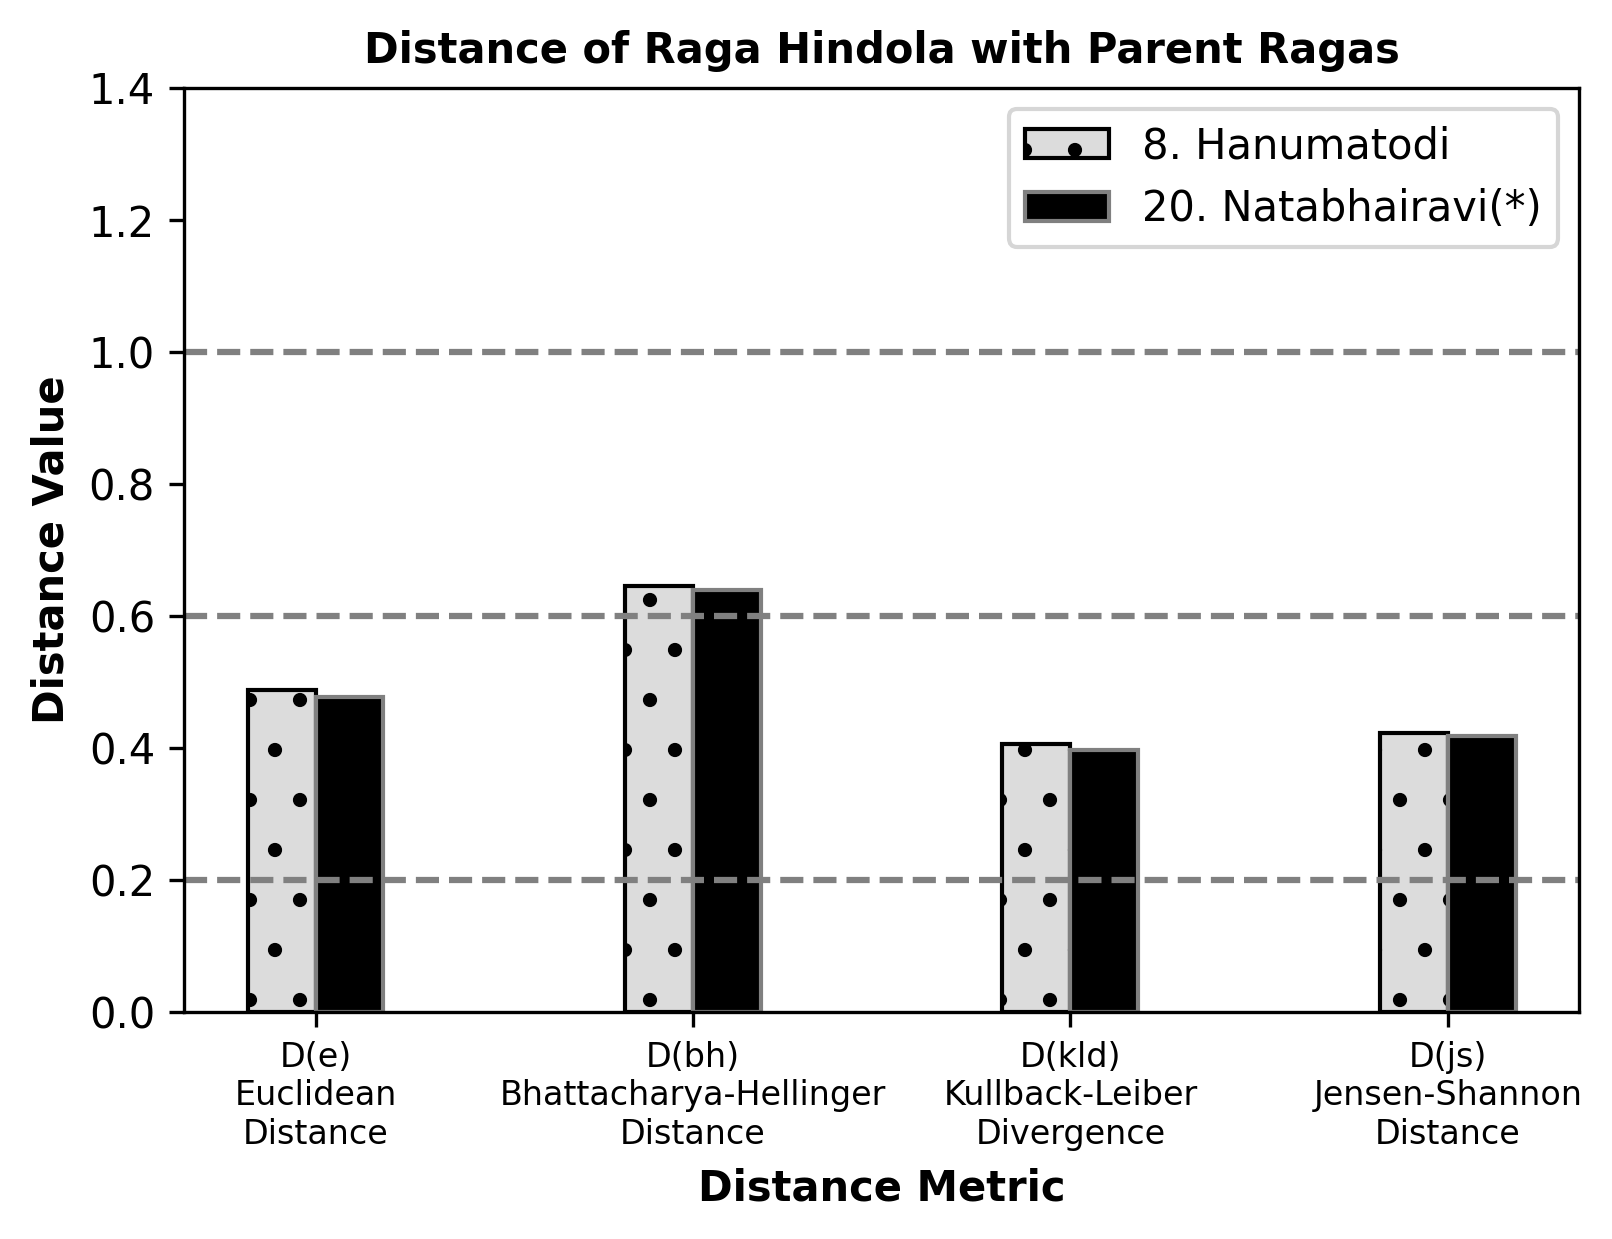 Distance of Raga Hindola with Parent Ragas
8. Hanumatodi
20. Natabhairavi(*)
Distance Value
1.4
1.2
1.0
0.8
0.6
0.4
0.2
0.0
D(e)
Euclidean
Distance
D(bh)
Bhattacharya-Hellinger
Distance
D(kld)
Kullback-Leiber
Divergence
D(js)
Jensen-Shannon
Distance
Distance Metric